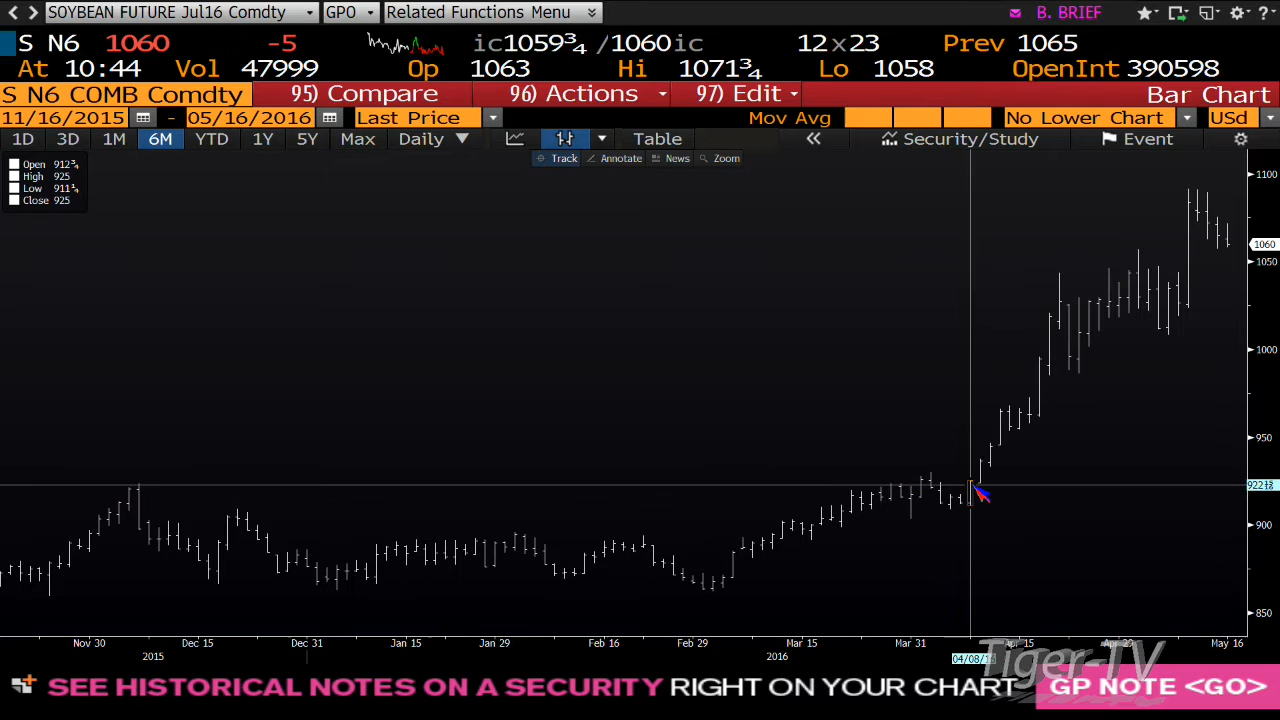 SOYBEAN FUTURE Jul16 Comdty GPO Related Functions Menu B. BRIEF
S N6 1060 -5 ic1059¾ /1060ic 12x23 Prev 1065
At 10:44 Vol 47999 Op 1063 Hi 1071¾ Lo 1058 OpenInt 390598
S N6 COMB Comdty 95) Compare 96) Actions 97) Edit Bar Chart
11/16/2015 - 05/16/2016 Last Price Mov Avg No Lower Chart USd
1D 3D 1M 6M YTD 1Y 5Y Max Daily Table Security/Study Event
Track Annotate News Zoom
Open 912¾
High 925
Low 911¼
Close 925
1100
1060
1050
1000
950
900
850
Nov 30 Dec 15 Dec 31 Jan 15 Jan 29 Feb 16 Feb 29 Mar 15 Mar 31 Apr 15 Apr 29 May 16
2015 2016
04/08/16
Tiger-TV
SEE HISTORICAL NOTES ON A SECURITY RIGHT ON YOUR CHART GP NOTE <GO>